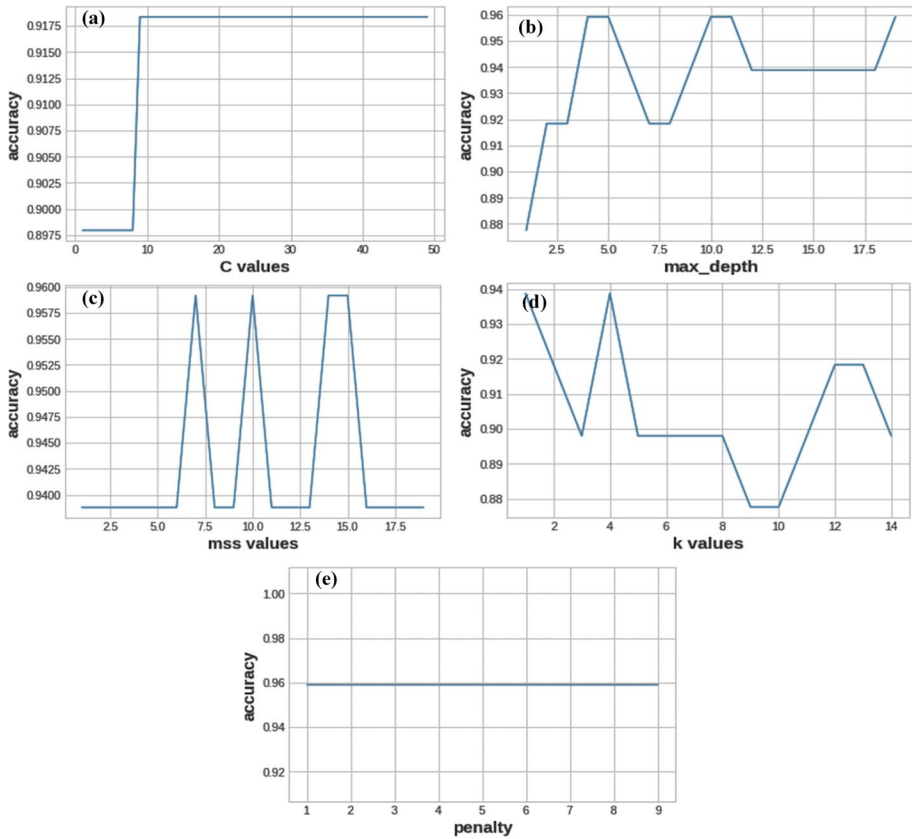 (a)
accuracy
0.9175
0.9150
0.9125
0.9100
0.9075
0.9050
0.9025
0.9000
0.8975
0 10 20 30 40 50
C values
(b)
accuracy
0.96
0.95
0.94
0.93
0.92
0.91
0.90
0.89
0.88
2.5 5.0 7.5 10.0 12.5 15.0 17.5
max_depth
(c)
accuracy
0.9600
0.9575
0.9550
0.9525
0.9500
0.9475
0.9450
0.9425
0.9400
2.5 5.0 7.5 10.0 12.5 15.0 17.5
mss values
(d)
accuracy
0.94
0.93
0.92
0.91
0.90
0.89
0.88
2 4 6 8 10 12 14
k values
(e)
accuracy
1.00
0.98
0.96
0.94
0.92
1 2 3 4 5 6 7 8 9
penalty